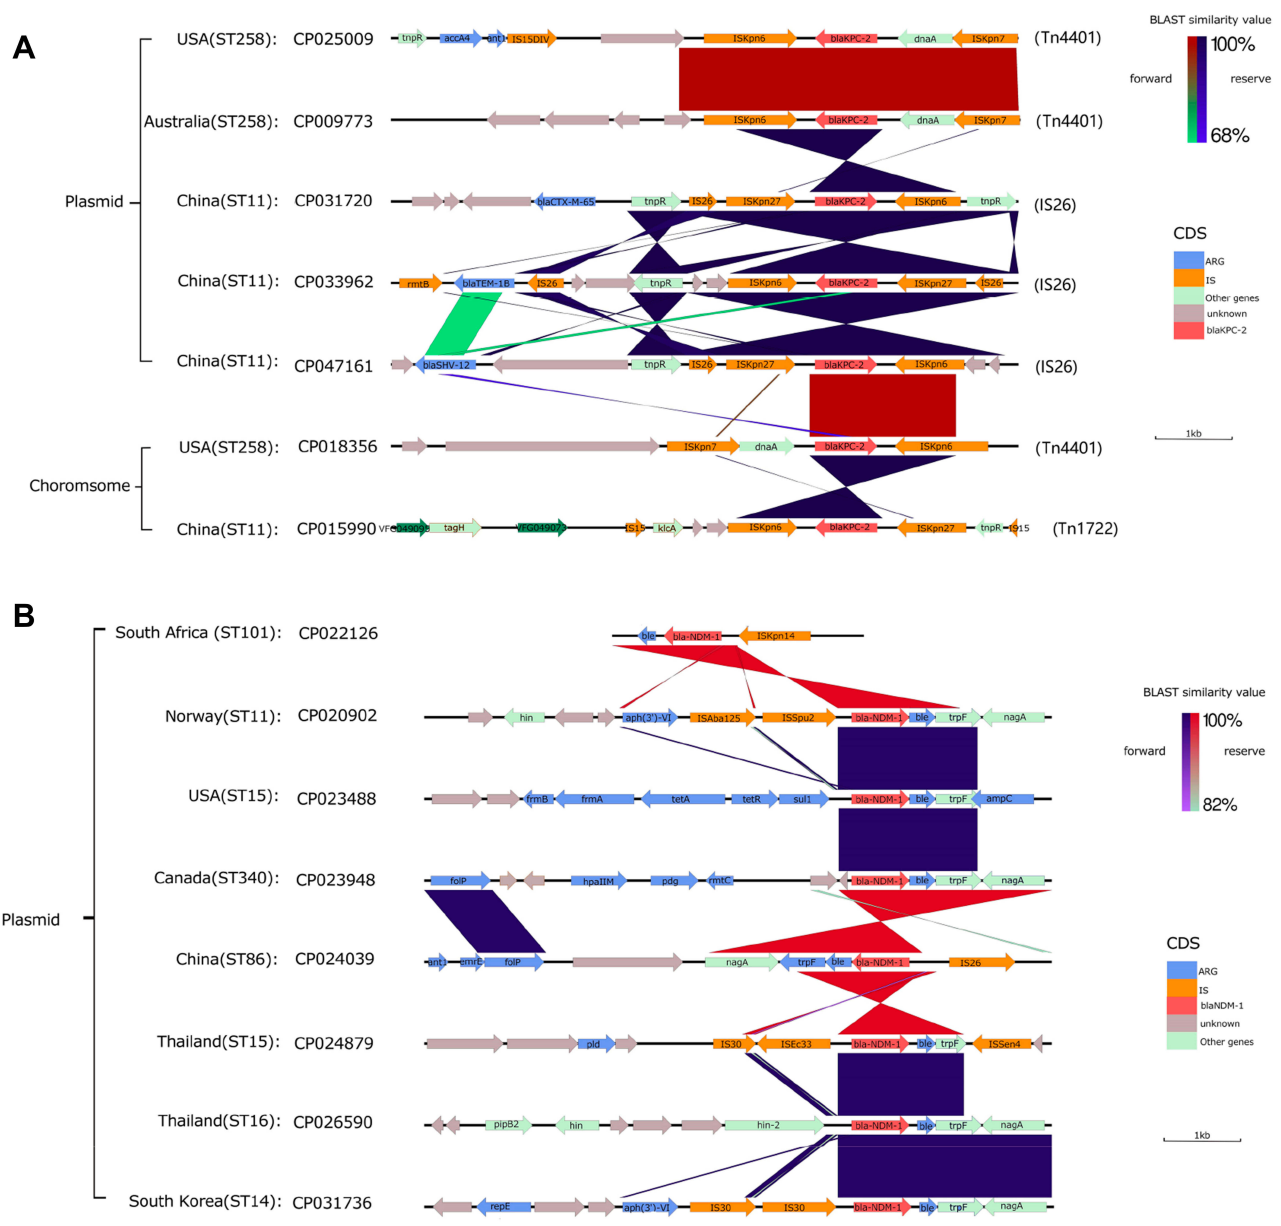 A
BLAST similarity value
100%
forward
reserve
68%
USA(ST258): CP025009 tnpR accA4 ant1 IS15DIV ISKpn6 blaKPC-2 dnaA ISKpn7 (Tn4401)
Australia(ST258): CP009773 ISKpn6 blaKPC-2 dnaA ISKpn7 (Tn4401)
Plasmid
China(ST11): CP031720 blaCTX-M-65 tnpR IS26 ISKpn27 blaKPC-2 ISKpn6 tnpR (IS26)
CDS
ARG
IS
Other genes
unknown
blaKPC-2
China(ST11): CP033962 rmtB blaTEM-1B IS26 tnpR ISKpn6 blaKPC-2 ISKpn27 IS26 (IS26)
China(ST11): CP047161 blaSHV-12 tnpR IS26 ISKpn27 blaKPC-2 ISKpn6 (IS26)
1kb
USA(ST258): CP018356 ISKpn7 dnaA blaKPC-2 ISKpn6 (Tn4401)
Choromsome
China(ST11): CP015990 VFG049098 tagH VFG04907 IS15 klcA ISKpn6 blaKPC-2 ISKpn27 tnpR IS15 (Tn1722)
B
South Africa (ST101): CP022126 ble bla-NDM-1 ISKpn14
BLAST similarity value
100%
forward
reserve
82%
Norway(ST11): CP020902 hin aph(3')-VI ISAba125 ISSpu2 bla-NDM-1 ble trpF nagA
USA(ST15): CP023488 frmB frmA tetA tetR sul1 bla-NDM-1 ble trpF ampC
Canada(ST340): CP023948 folP hpaIIM pdg rmtC bla-NDM-1 ble trpF nagA
Plasmid
China(ST86): CP024039 ant1 emrE folP nagA trpF ble bla-NDM-1 IS26
CDS
ARG
IS
blaNDM-1
unknown
Other genes
Thailand(ST15): CP024879 pld IS30 ISEc33 bla-NDM-1 ble trpF ISSen4
Thailand(ST16): CP026590 pipB2 hin hin-2 bla-NDM-1 ble trpF nagA
1kb
South Korea(ST14): CP031736 repE aph(3')-VI IS30 IS30 bla-NDM-1 ble trpF nagA